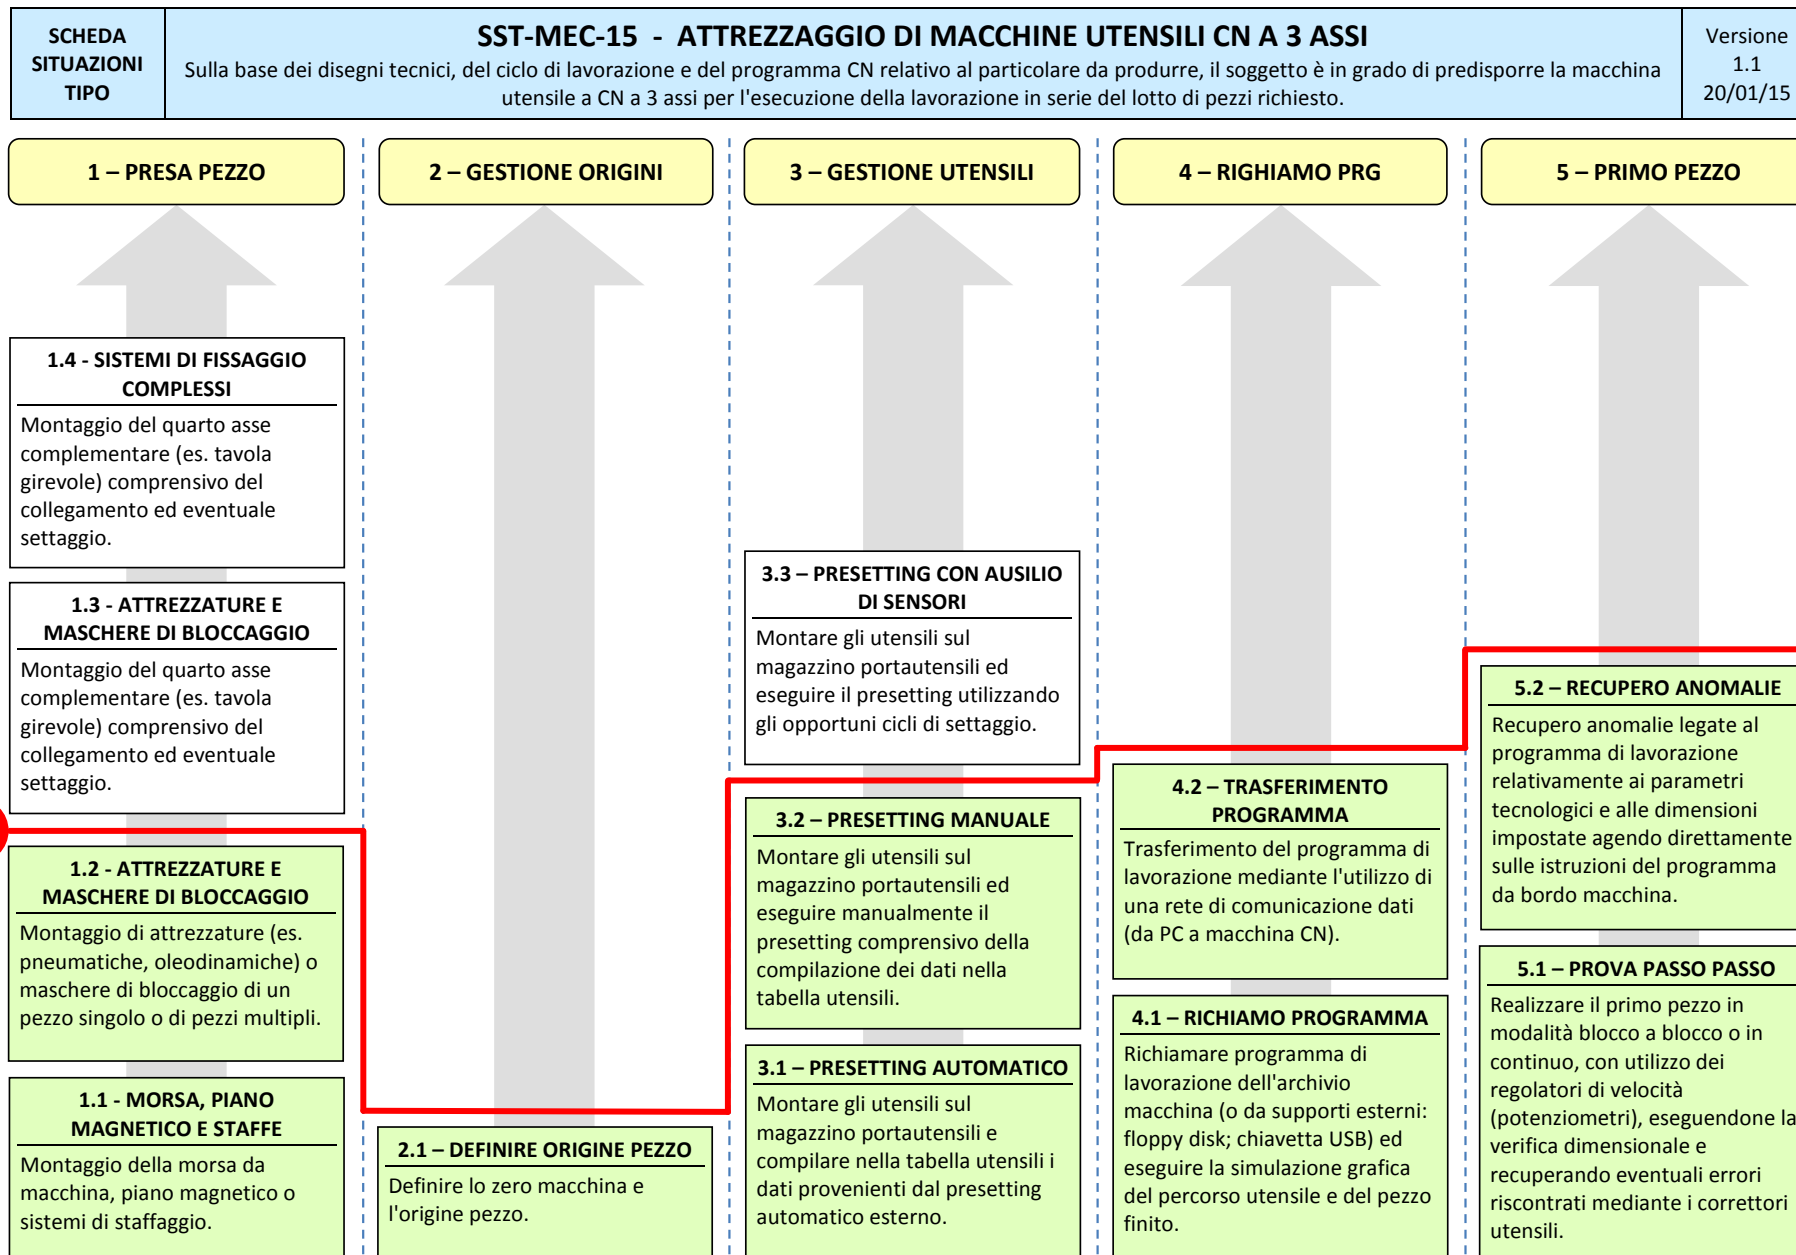 SCHEDA
SITUAZIONI
TIPO
SST-MEC-15 - ATTREZZAGGIO DI MACCHINE UTENSILI CN A 3 ASSI
Sulla base dei disegni tecnici, del ciclo di lavorazione e del programma CN relativo al particolare da produrre, il soggetto è in grado di predisporre la macchina
utensile a CN a 3 assi per l'esecuzione della lavorazione in serie del lotto di pezzi richiesto.
Versione
1.1
20/01/15
1 – PRESA PEZZO
2 – GESTIONE ORIGINI
3 – GESTIONE UTENSILI
4 – RIGHIAMO PRG
5 – PRIMO PEZZO
1.4 - SISTEMI DI FISSAGGIO
COMPLESSI
Montaggio del quarto asse
complementare (es. tavola
girevole) comprensivo del
collegamento ed eventuale
settaggio.
1.3 - ATTREZZATURE E
MASCHERE DI BLOCCAGGIO
Montaggio del quarto asse
complementare (es. tavola
girevole) comprensivo del
collegamento ed eventuale
settaggio.
1.2 - ATTREZZATURE E
MASCHERE DI BLOCCAGGIO
Montaggio di attrezzature (es.
pneumatiche, oleodinamiche) o
maschere di bloccaggio di un
pezzo singolo o di pezzi multipli.
1.1 - MORSA, PIANO
MAGNETICO E STAFFE
Montaggio della morsa da
macchina, piano magnetico o
sistemi di staffaggio.
2.1 – DEFINIRE ORIGINE PEZZO
Definire lo zero macchina e
l'origine pezzo.
3.3 – PRESETTING CON AUSILIO
DI SENSORI
Montare gli utensili sul
magazzino portautensili ed
eseguire il presetting utilizzando
gli opportuni cicli di settaggio.
3.2 – PRESETTING MANUALE
Montare gli utensili sul
magazzino portautensili ed
eseguire manualmente il
presetting comprensivo della
compilazione dei dati nella
tabella utensili.
3.1 – PRESETTING AUTOMATICO
Montare gli utensili sul
magazzino portautensili e
compilare nella tabella utensili i
dati provenienti dal presetting
automatico esterno.
4.2 – TRASFERIMENTO
PROGRAMMA
Trasferimento del programma di
lavorazione mediante l'utilizzo di
una rete di comunicazione dati
(da PC a macchina CN).
4.1 – RICHIAMO PROGRAMMA
Richiamare programma di
lavorazione dell'archivio
macchina (o da supporti esterni:
floppy disk; chiavetta USB) ed
eseguire la simulazione grafica
del percorso utensile e del pezzo
finito.
5.2 – RECUPERO ANOMALIE
Recupero anomalie legate al
programma di lavorazione
relativamente ai parametri
tecnologici e alle dimensioni
impostate agendo direttamente
sulle istruzioni del programma
da bordo macchina.
5.1 – PROVA PASSO PASSO
Realizzare il primo pezzo in
modalità blocco a blocco o in
continuo, con utilizzo dei
regolatori di velocità
(potenziometri), eseguendone la
verifica dimensionale e
recuperando eventuali errori
riscontrati mediante i correttori
utensili.